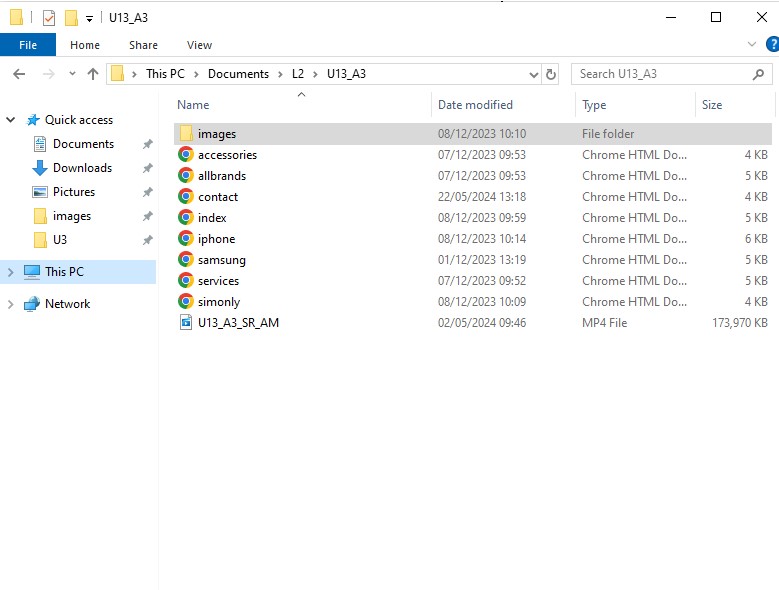 U13_A3
File Home Share View
This PC Documents L2 U13_A3 Search U13_A3
Name Date modified Type Size
Quick access
Documents
Downloads
Pictures
images
U3
This PC
Network
images 08/12/2023 10:10 File folder
accessories 07/12/2023 09:53 Chrome HTML Do... 4 KB
allbrands 07/12/2023 09:53 Chrome HTML Do... 5 KB
contact 22/05/2024 13:18 Chrome HTML Do... 4 KB
index 08/12/2023 09:59 Chrome HTML Do... 5 KB
iphone 08/12/2023 10:14 Chrome HTML Do... 6 KB
samsung 01/12/2023 13:19 Chrome HTML Do... 5 KB
services 07/12/2023 09:52 Chrome HTML Do... 5 KB
simonly 08/12/2023 10:09 Chrome HTML Do... 4 KB
U13_A3_SR_AM 02/05/2024 09:46 MP4 File 173,970 KB